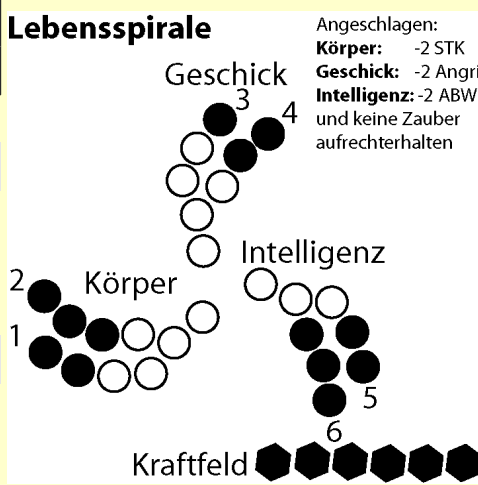 Lebensspirale
Angeschlagen:
Körper: -2 STK
Geschick: -2 Angri
Intelligenz: -2 ABW
und keine Zauber
aufrechterhalten
Geschick
3
4
Intelligenz
Körper
2
1
5
6
Kraftfeld